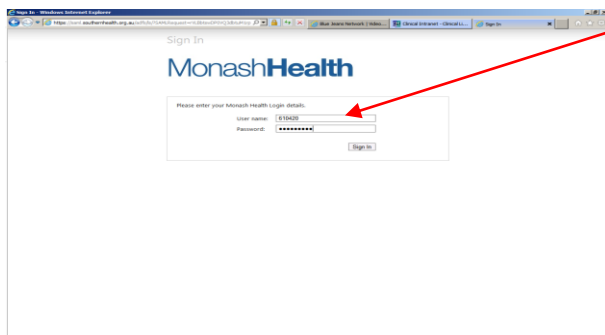 Sign In - Windows Internet Explorer
Blue Jeans Network | Video...
Clinical Intranet - Clinical Li...
Sign In
Sign In
MonashHealth
Please enter your Monash Health Login details.
User name: 610420
Password: •••••••••
Sign In